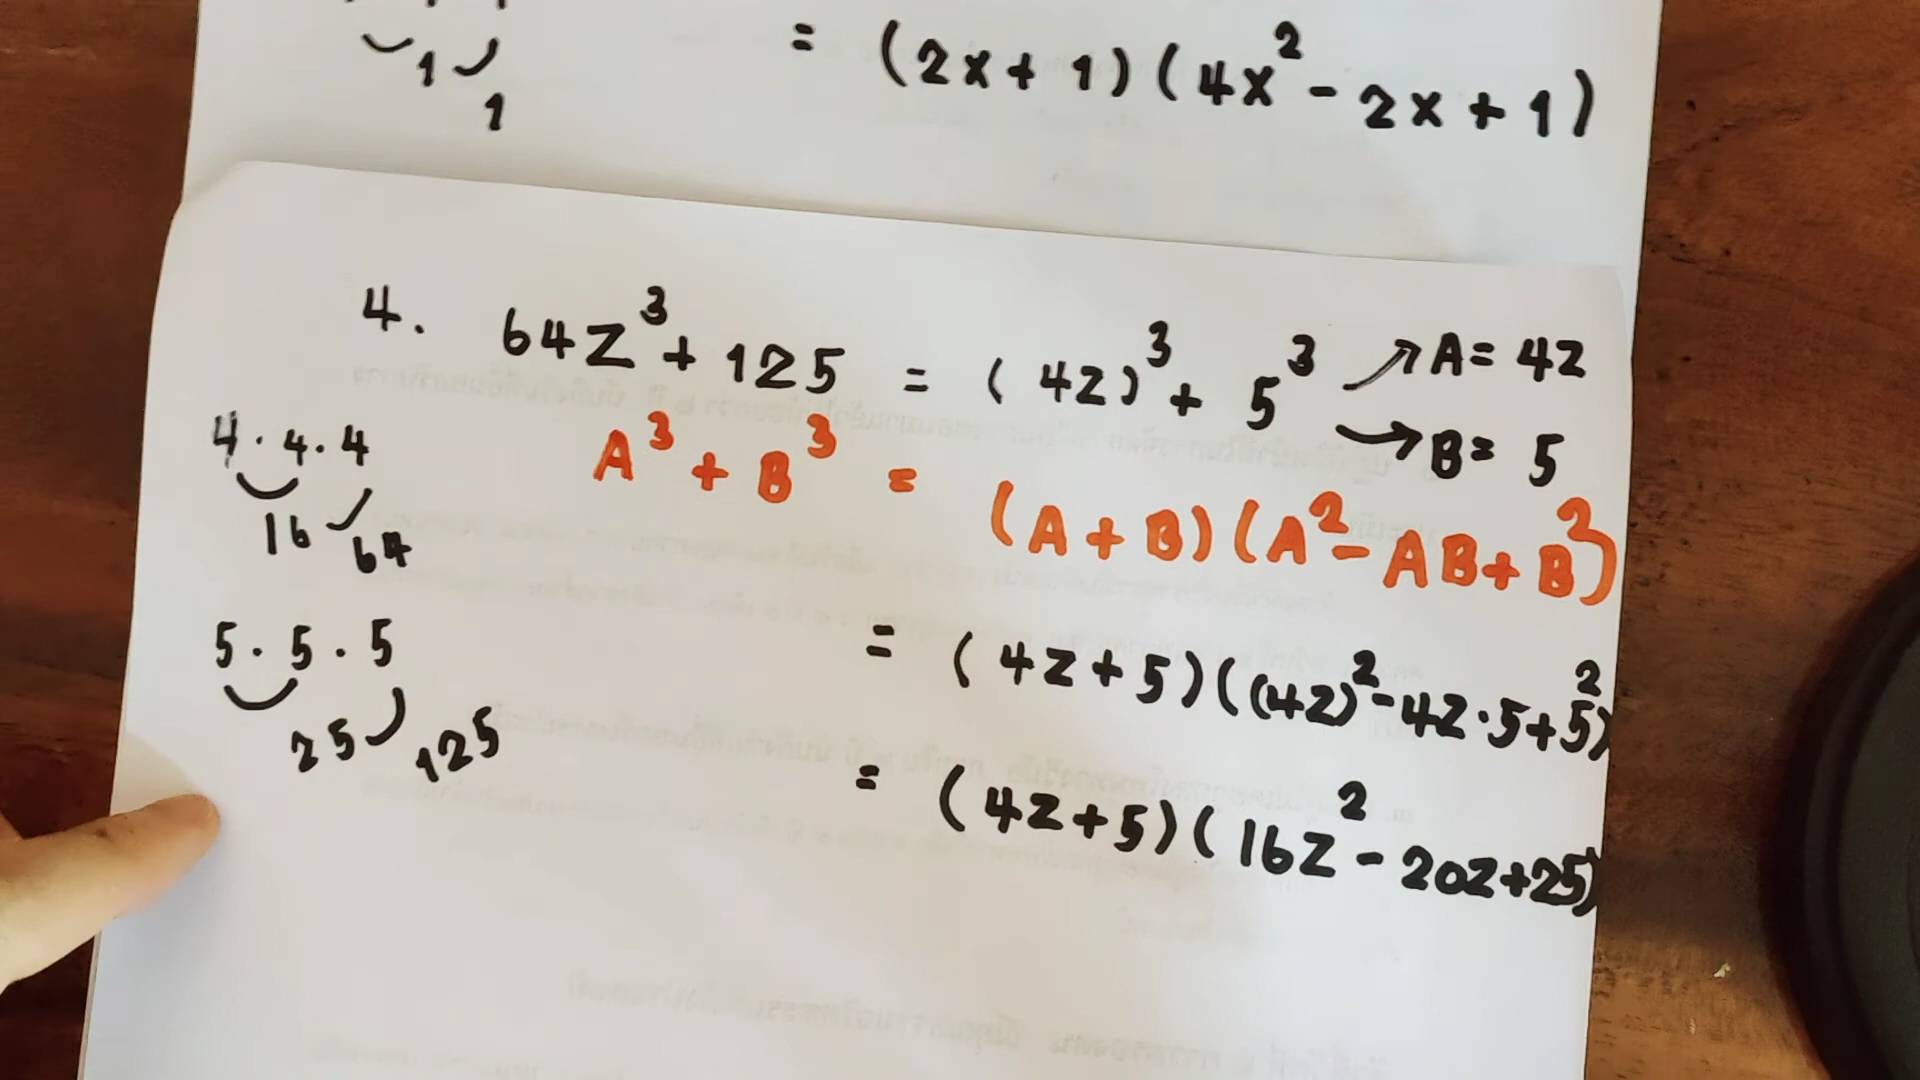 1
1
= (2x + 1)(4x² - 2x + 1)
4. 64z³ + 125 = (4z)³ + 5³ ↗ A = 4z
→ B = 5
A³ + B³ = (A + B)(A² - AB + B²)
4 · 4 · 4
16 64
= (4z + 5)((4z)² - 4z · 5 + 5²)
5 · 5 · 5
25 125
= (4z + 5)(16z² - 20z + 25)